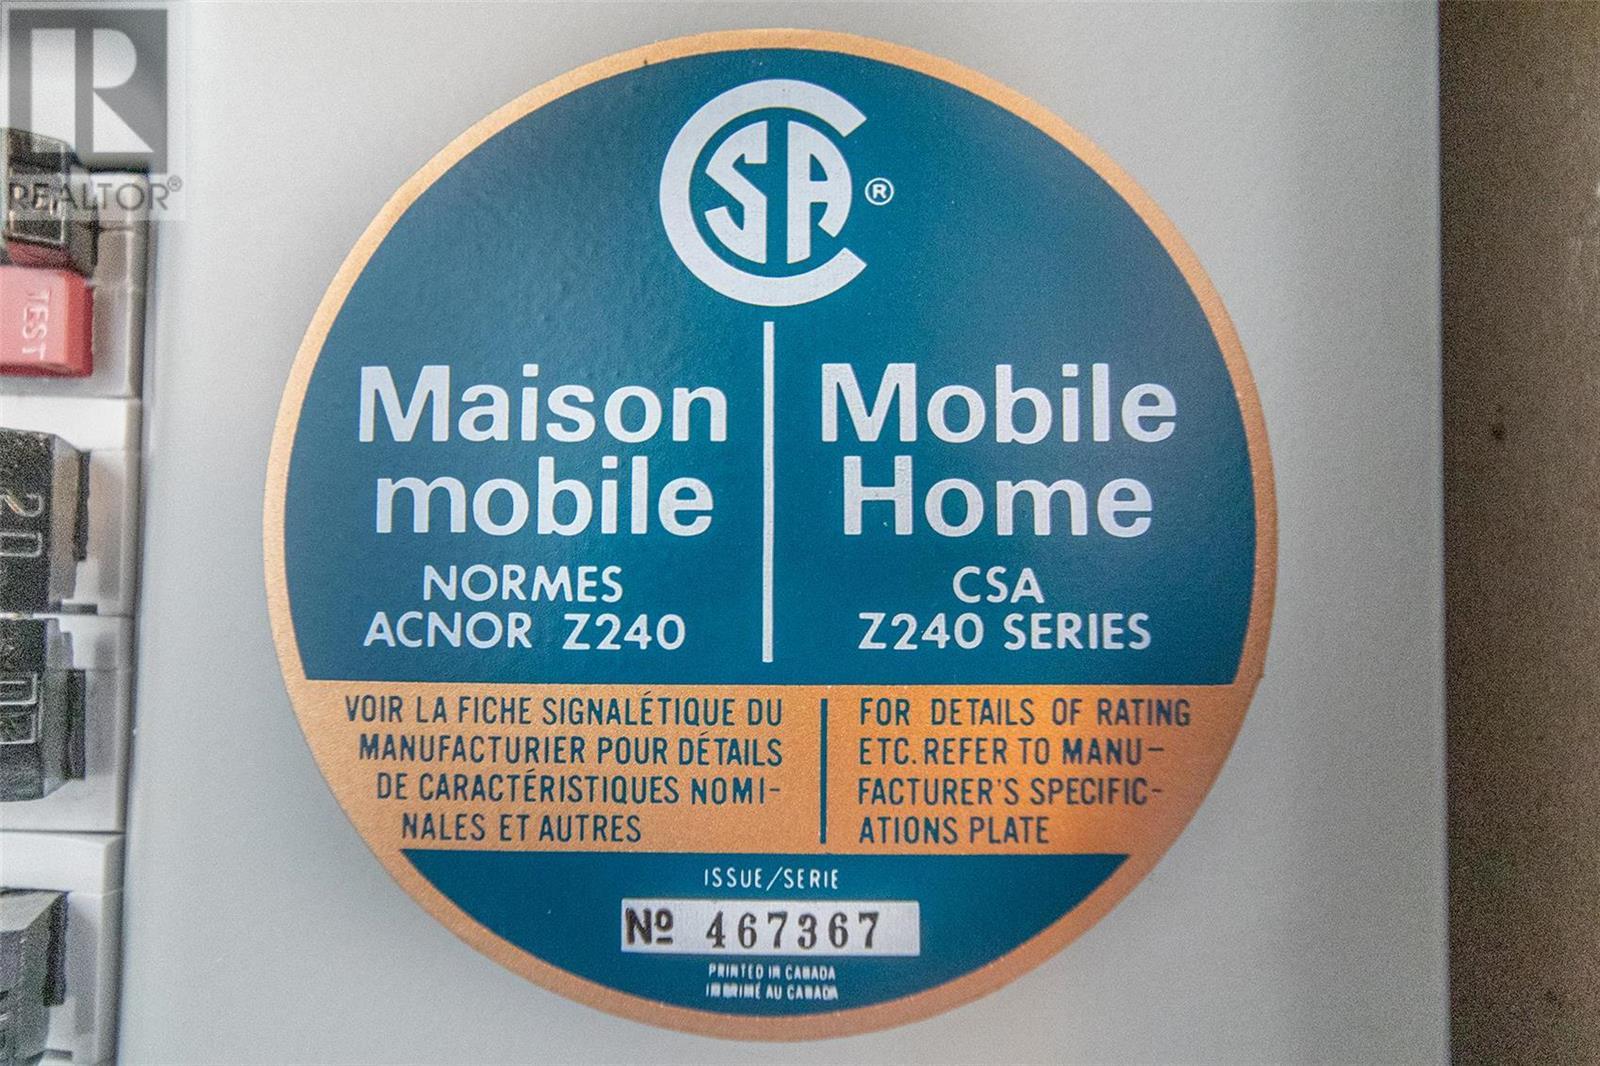 REALTOR®
TEST
20
CSA ®
Maison
mobile
NORMES
ACNOR Z240
Mobile
Home
CSA
Z240 SERIES
VOIR LA FICHE SIGNALÉTIQUE DU
MANUFACTURIER POUR DÉTAILS
DE CARACTÉRISTIQUES NOMI-
NALES ET AUTRES
FOR DETAILS OF RATING
ETC. REFER TO MANU-
FACTURER'S SPECIFIC-
ATIONS PLATE
ISSUE/SERIE
Nº 467367
PRINTED IN CANADA
IMPRIMÉ AU CANADA